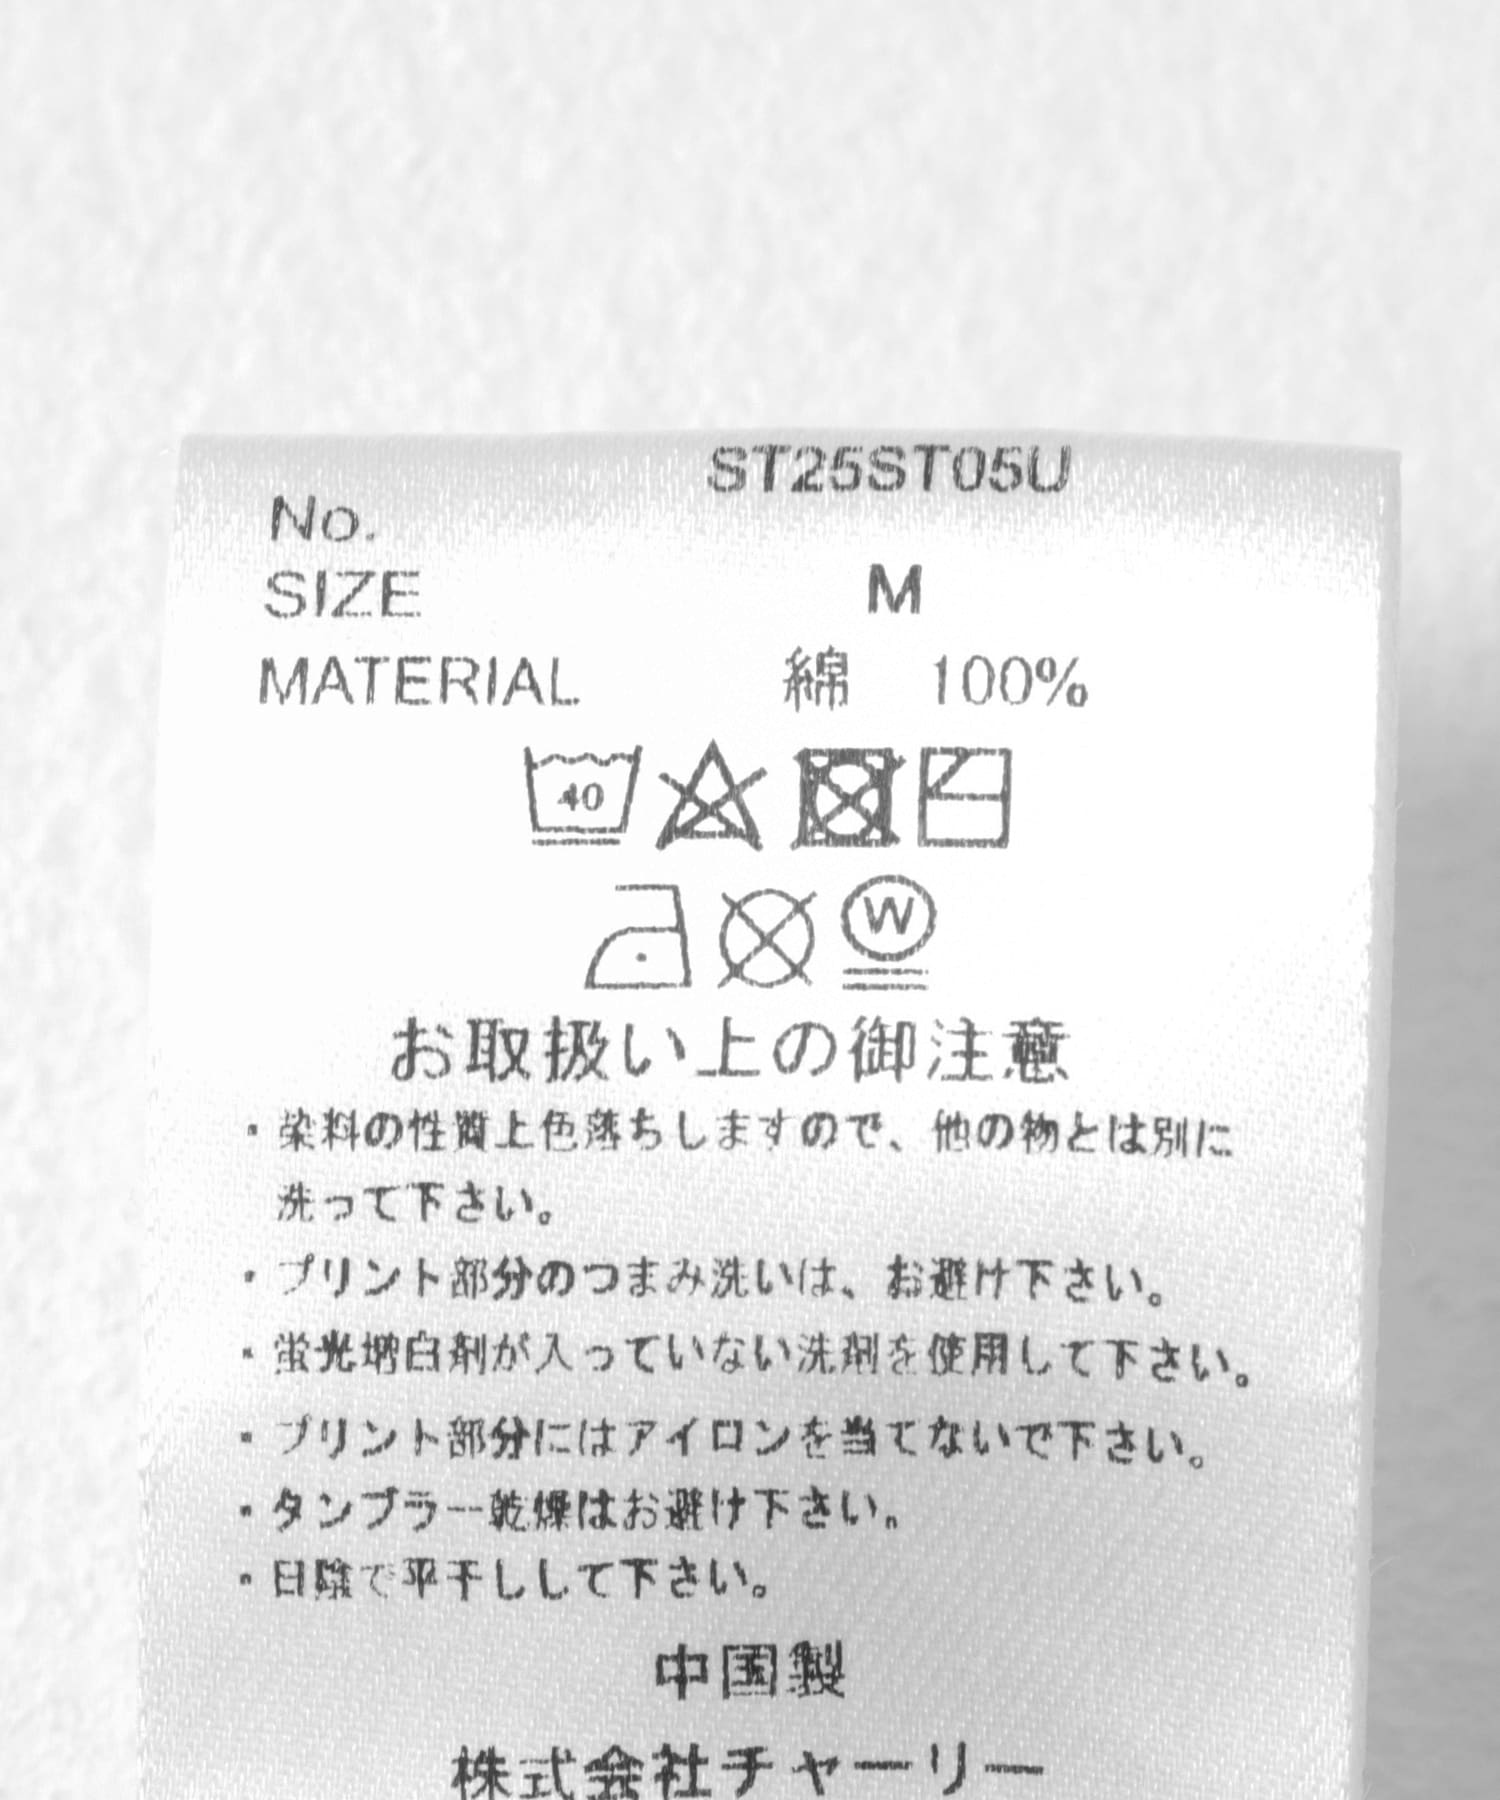 No. ST25ST05U
SIZE M
MATERIAL 綿 100%
40
W
お取扱い上の御注意
・染料の性質上色落ちしますので、他の物とは別に
洗って下さい。
・プリント部分のつまみ洗いは、お避け下さい。
・蛍光増白剤が入っていない洗剤を使用して下さい。
・プリント部分にはアイロンを当てないで下さい。
・タンブラー乾燥はお避け下さい。
・日陰で平干しして下さい。
中国製
株式会社チャーリー